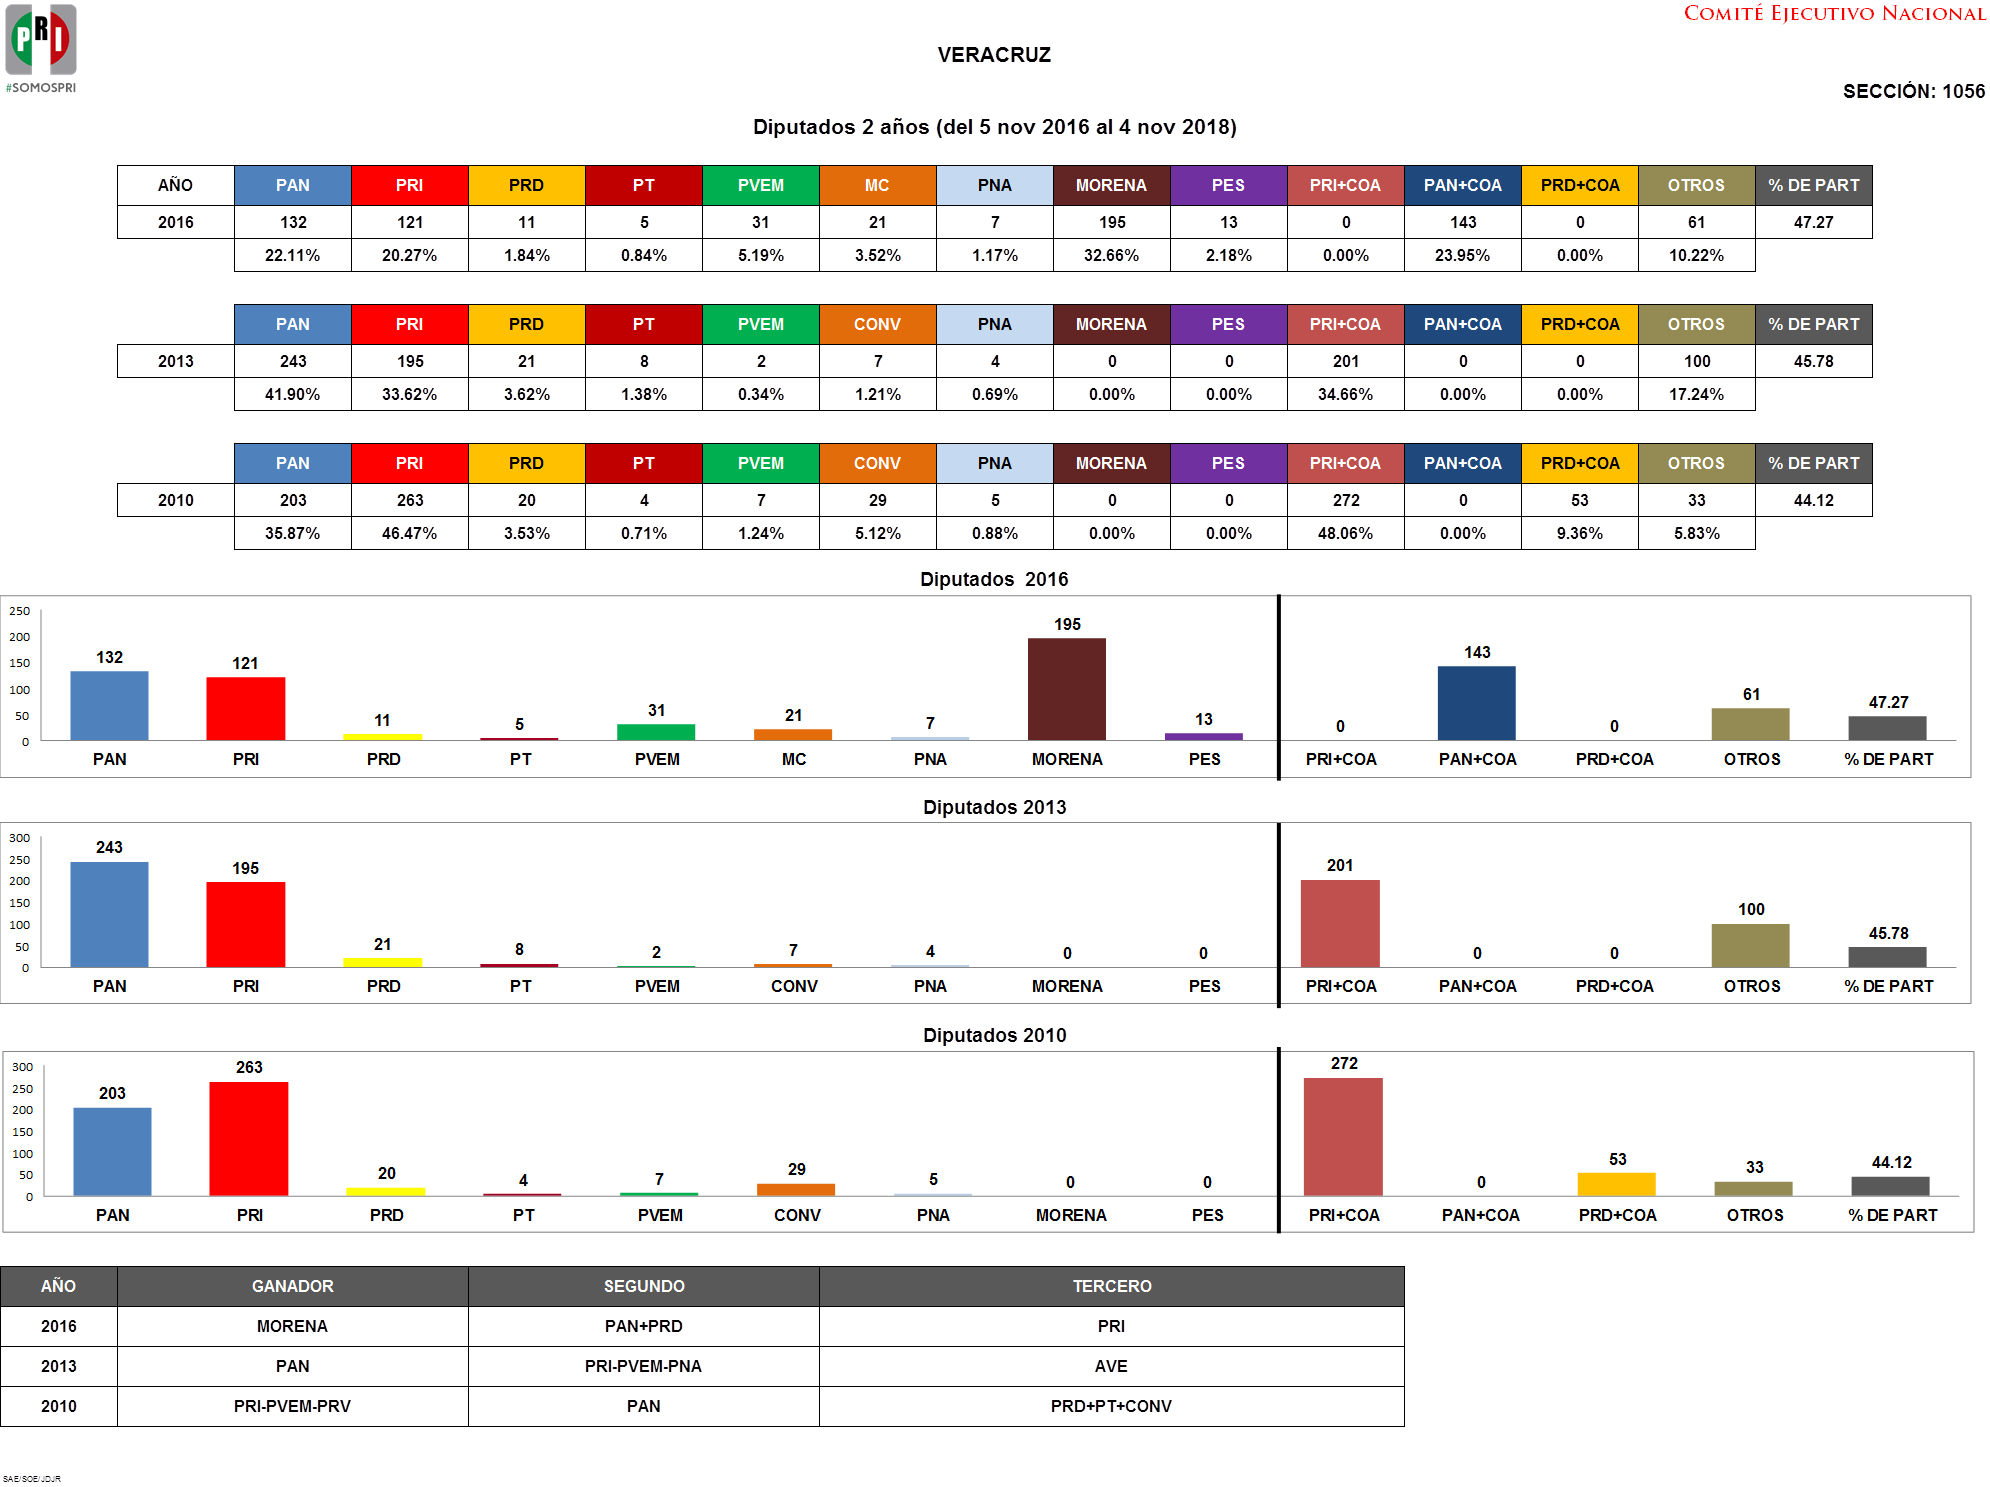 PRI
#SOMOSPRI
COMITÉ EJECUTIVO NACIONAL
VERACRUZ
SECCIÓN: 1056
Diputados 2 años (del 5 nov 2016 al 4 nov 2018)
AÑO PAN PRI PRD PT PVEM MC PNA MORENA PES PRI+COA PAN+COA PRD+COA OTROS % DE PART
2016 132 121 11 5 31 21 7 195 13 0 143 0 61 47.27
22.11% 20.27% 1.84% 0.84% 5.19% 3.52% 1.17% 32.66% 2.18% 0.00% 23.95% 0.00% 10.22%
PAN PRI PRD PT PVEM CONV PNA MORENA PES PRI+COA PAN+COA PRD+COA OTROS % DE PART
2013 243 195 21 8 2 7 4 0 0 201 0 0 100 45.78
41.90% 33.62% 3.62% 1.38% 0.34% 1.21% 0.69% 0.00% 0.00% 34.66% 0.00% 0.00% 17.24%
PAN PRI PRD PT PVEM CONV PNA MORENA PES PRI+COA PAN+COA PRD+COA OTROS % DE PART
2010 203 263 20 4 7 29 5 0 0 272 0 53 33 44.12
35.87% 46.47% 3.53% 0.71% 1.24% 5.12% 0.88% 0.00% 0.00% 48.06% 0.00% 9.36% 5.83%
Diputados 2016
250
200
150
100
50
0
132 121 11 5 31 21 7 195 13 0 143 0 61 47.27
PAN PRI PRD PT PVEM MC PNA MORENA PES PRI+COA PAN+COA PRD+COA OTROS % DE PART
Diputados 2013
300
250
200
150
100
50
0
243 195 21 8 2 7 4 0 0 201 0 0 100 45.78
PAN PRI PRD PT PVEM CONV PNA MORENA PES PRI+COA PAN+COA PRD+COA OTROS % DE PART
Diputados 2010
300
250
200
150
100
50
0
203 263 20 4 7 29 5 0 0 272 0 53 33 44.12
PAN PRI PRD PT PVEM CONV PNA MORENA PES PRI+COA PAN+COA PRD+COA OTROS % DE PART
AÑO GANADOR SEGUNDO TERCERO
2016 MORENA PAN+PRD PRI
2013 PAN PRI-PVEM-PNA AVE
2010 PRI-PVEM-PRV PAN PRD+PT+CONV
SAE/SOE/JDJR